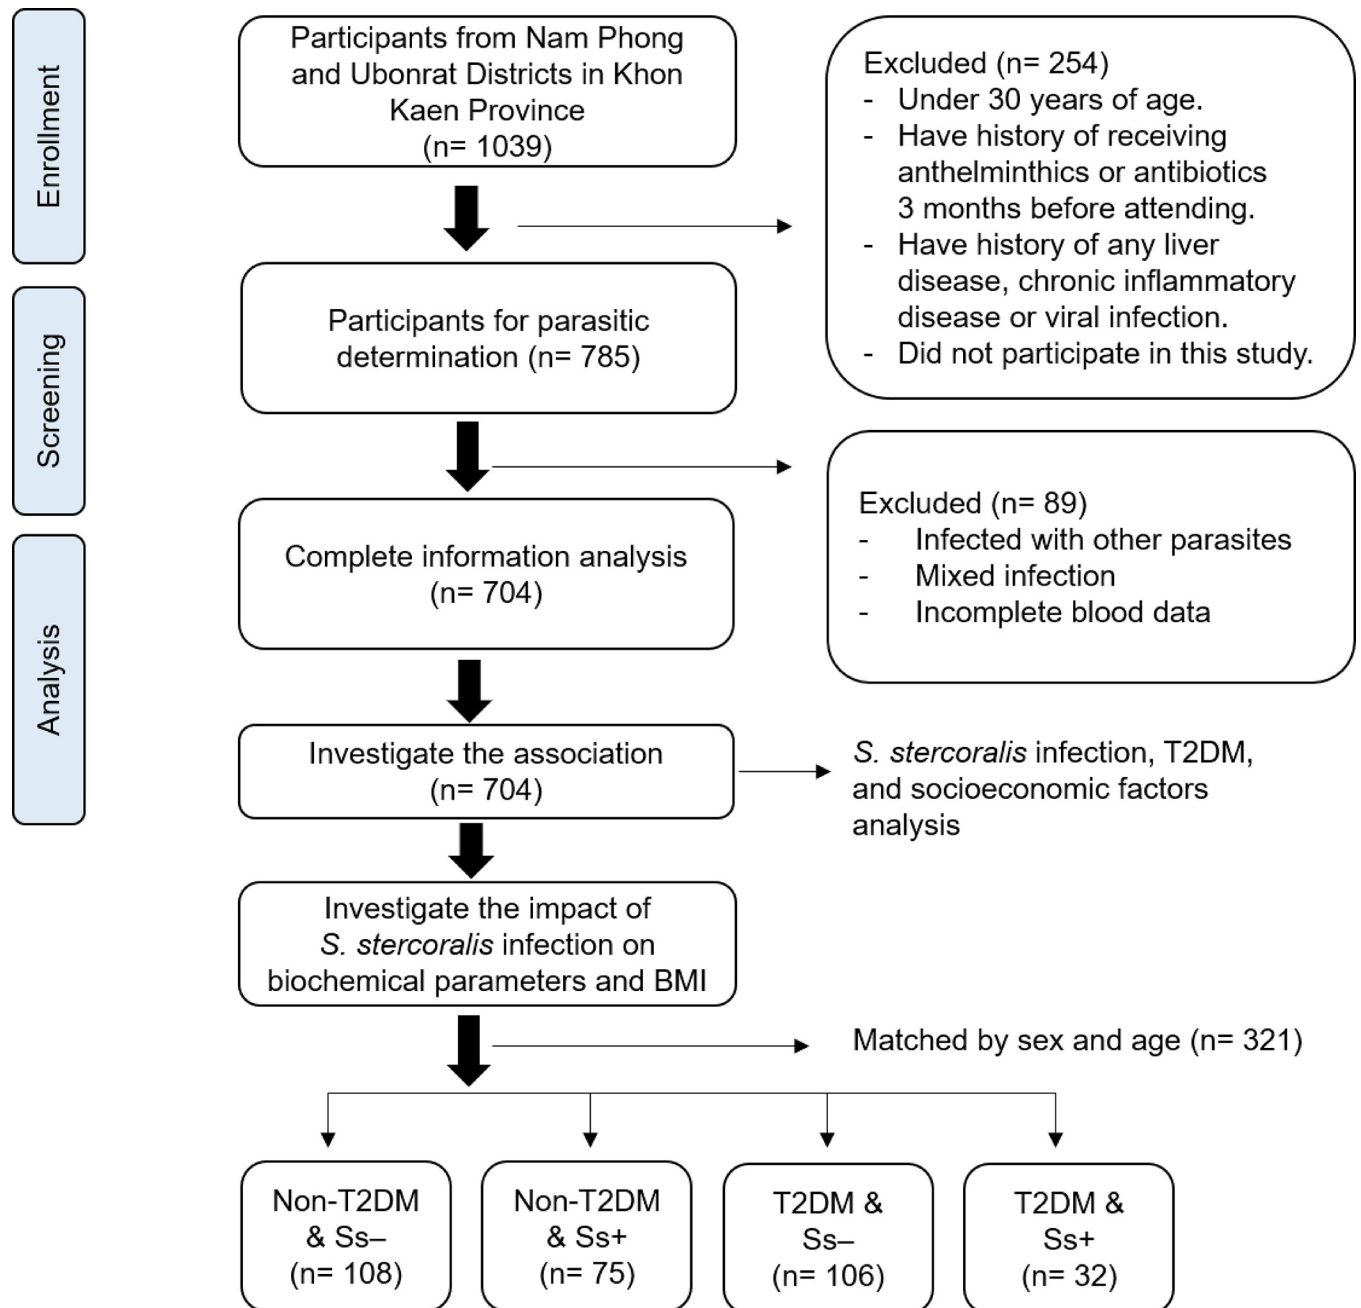 Enrollment
Participants from Nam Phong
and Ubonrat Districts in Khon
Kaen Province
(n= 1039)
Excluded (n= 254)
- Under 30 years of age.
- Have history of receiving
anthelminthics or antibiotics
3 months before attending.
- Have history of any liver
disease, chronic inflammatory
disease or viral infection.
- Did not participate in this study.
Screening
Participants for parasitic
determination (n= 785)
Excluded (n= 89)
- Infected with other parasites
- Mixed infection
- Incomplete blood data
Analysis
Complete information analysis
(n= 704)
Investigate the association
(n= 704)
S. stercoralis infection, T2DM,
and socioeconomic factors
analysis
Investigate the impact of
S. stercoralis infection on
biochemical parameters and BMI
Matched by sex and age (n= 321)
Non-T2DM
& Ss–
(n= 108)
Non-T2DM
& Ss+
(n= 75)
T2DM &
Ss–
(n= 106)
T2DM &
Ss+
(n= 32)